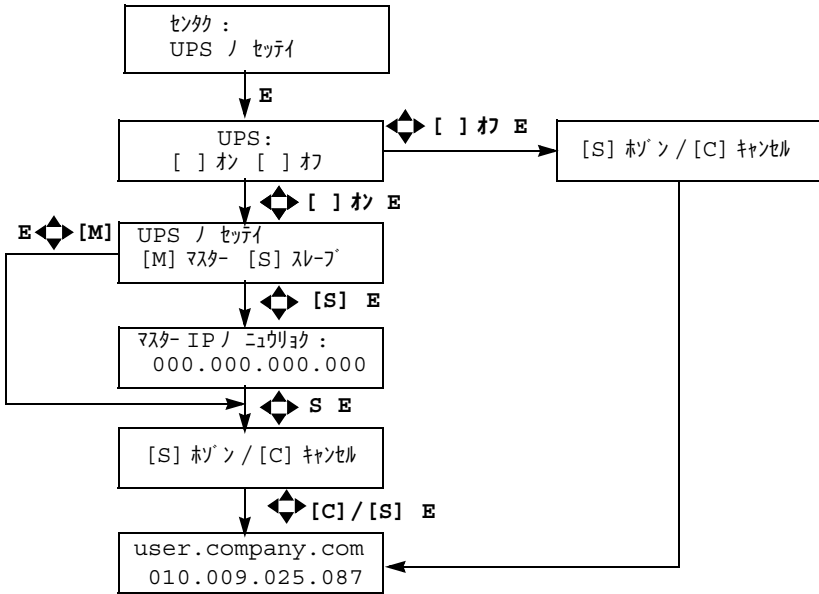 ｾﾝﾀｸ :
UPS ﾉ ｾｯﾃｲ
E
UPS:
[ ] ｵﾝ [ ] ｵﾌ
[ ] ｵﾌ E
[S] ﾎｿﾞﾝ / [C] ｷｬﾝｾﾙ
[ ] ｵﾝ E
E [M]
UPS ﾉ ｾｯﾃｲ
[M] ﾏｽﾀｰ [S] ｽﾚｰﾌﾞ
[S] E
ﾏｽﾀｰ IP ﾉ ﾆｭｳﾘｮｸ :
000.000.000.000
S E
[S] ﾎｿﾞﾝ / [C] ｷｬﾝｾﾙ
[C]/[S] E
user.company.com
010.009.025.087